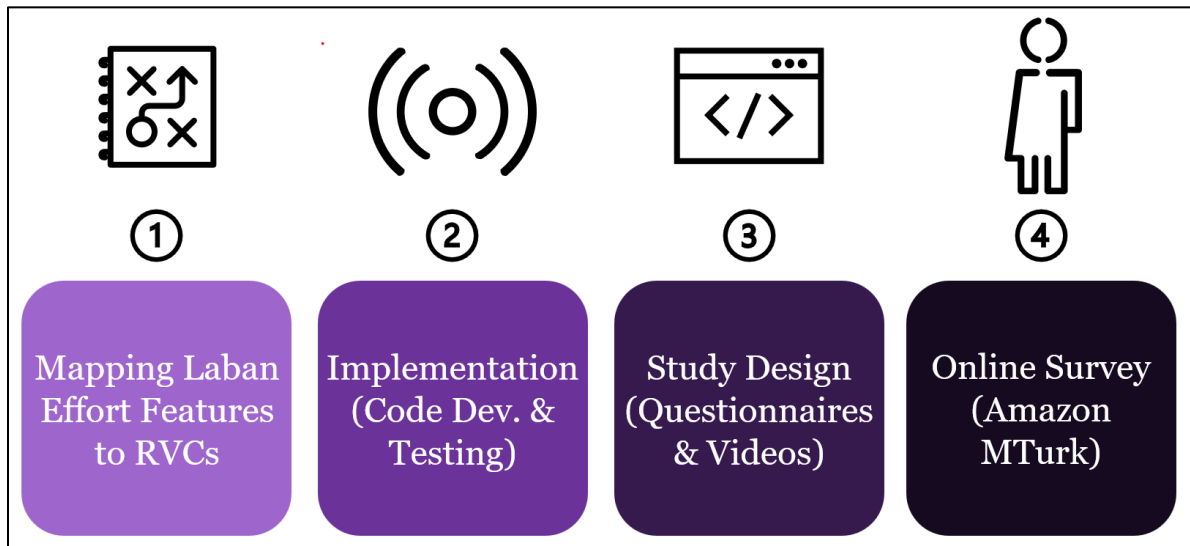 1
2
</>
3
4
Mapping Laban
Effort Features
to RVCs
Implementation
(Code Dev. &
Testing)
Study Design
(Questionnaires
& Videos)
Online Survey
(Amazon
MTurk)